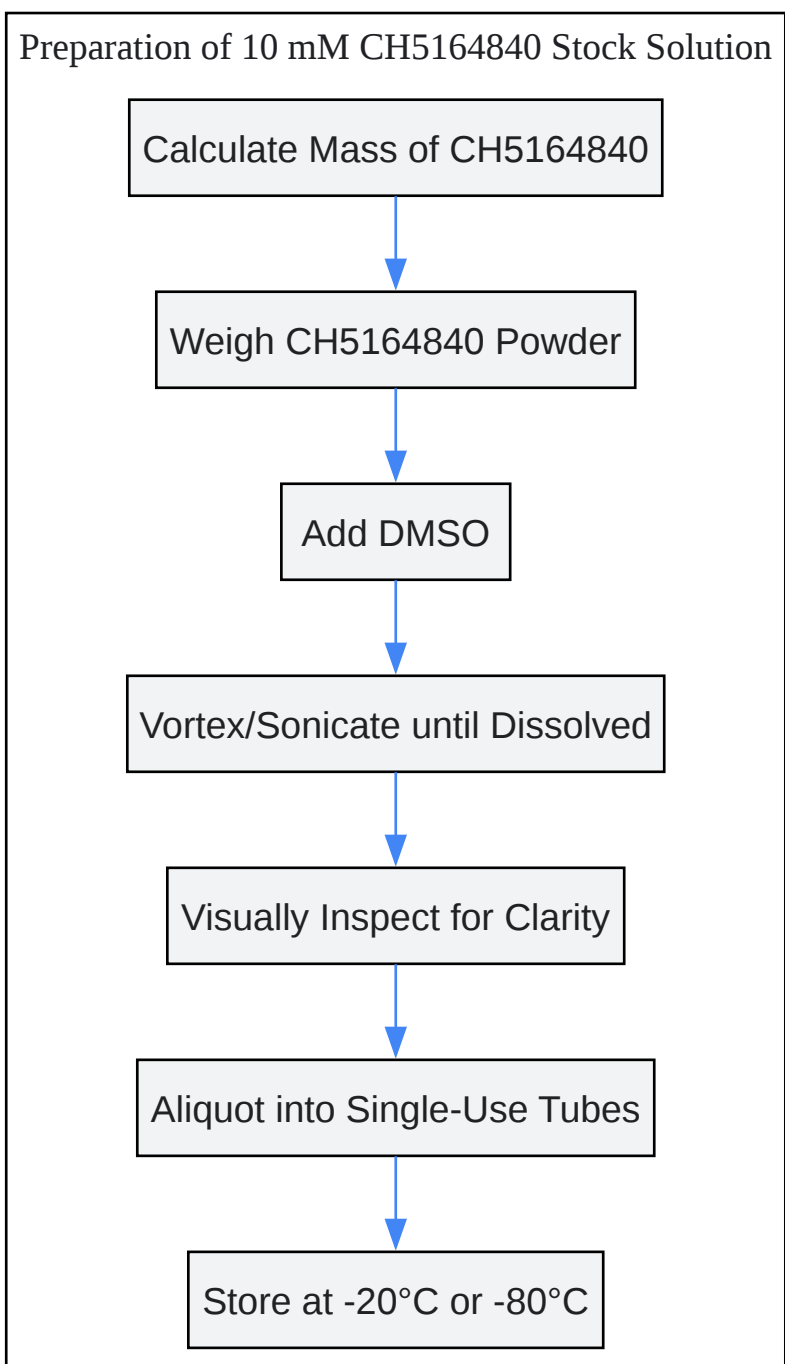 Preparation of 10 mM CH5164840 Stock Solution
Calculate Mass of CH5164840
Weigh CH5164840 Powder
Add DMSO
Vortex/Sonicate until Dissolved
Visually Inspect for Clarity
Aliquot into Single-Use Tubes
Store at -20°C or -80°C